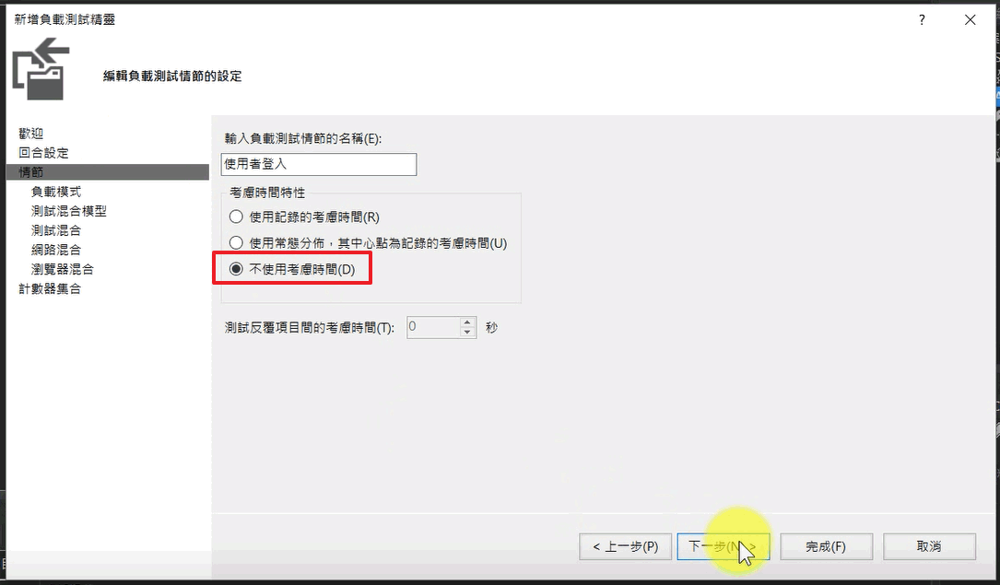 新增負載測試精靈
?
編輯負載測試情節的設定
歡迎
回合設定
情節
負載模式
測試混合模型
測試混合
網路混合
瀏覽器混合
計數器集合
輸入負載測試情節的名稱(E):
使用者登入
考慮時間特性
使用記錄的考慮時間(R)
使用常態分佈，其中心點為記錄的考慮時間(U)
不使用考慮時間(D)
測試反覆項目間的考慮時間(T): 0 秒
< 上一步(P) 下一步(N) > 完成(F) 取消